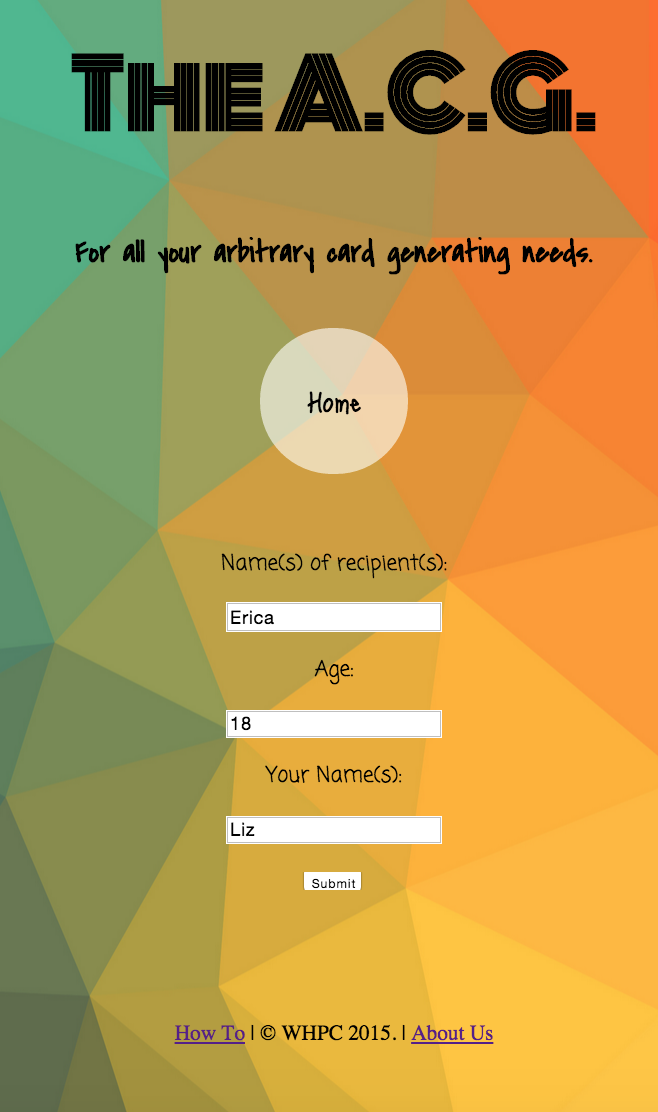 The A.C.G.
For all your arbitrary card generating needs.
Home
Name(s) of recipient(s):
Erica
Age:
18
Your Name(s):
Liz
Submit
How To | © WHPC 2015. | About Us